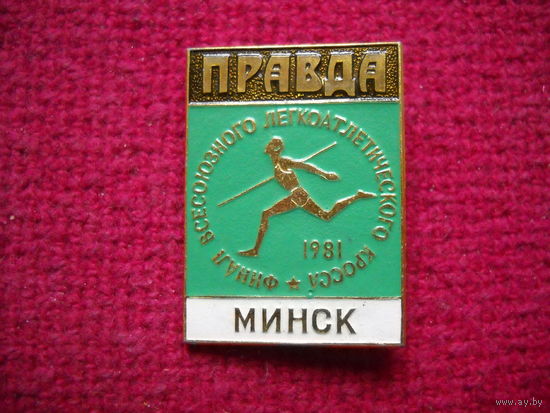 ПРАВДА
ФИНАЛ ВСЕСОЮЗНОГО ЛЕГКОАТЛЕТИЧЕСКОГО КРОССА
1981
МИНСК
www.ay.by